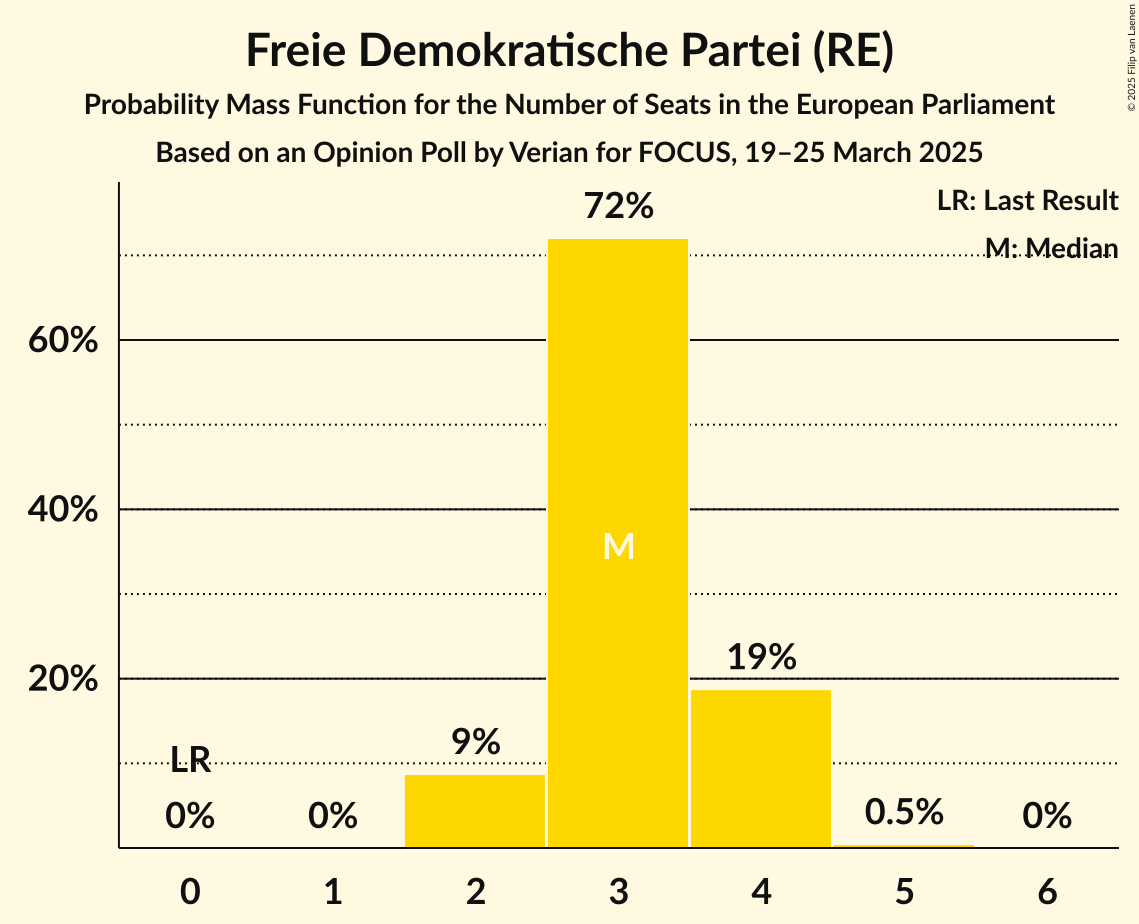 Freie Demokratische Partei (RE)
Probability Mass Function for the Number of Seats in the European Parliament
Based on an Opinion Poll by Verian for FOCUS, 19–25 March 2025
© 2025 Filip van Laenen
LR: Last Result
M: Median
72%
60%
40%
M
19%
20%
9%
LR
0%
0%
0.5%
0%
0
1
2
3
4
5
6